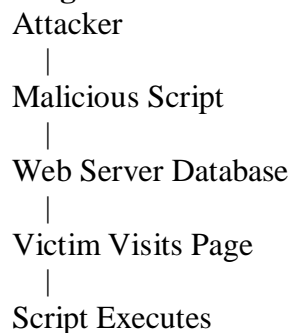 Attacker
|
Malicious Script
|
Web Server Database
|
Victim Visits Page
|
Script Executes